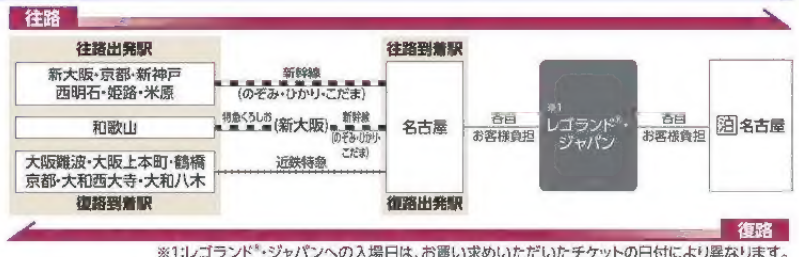 往路
往路出発駅
往路到着駅
新大阪・京都・新神戸
西明石・姫路・米原
新幹線
(のぞみ・ひかり・こだま)
和歌山
特急くろしお
(新大阪)
新幹線
(のぞみ・ひかり・
こだま)
大阪難波・大阪上本町・鶴橋
京都・大和西大寺・大和八木
近鉄特急
名古屋
各自
お客様負担
※1
レゴランド®・
ジャパン
各自
お客様負担
泊 名古屋
復路到着駅
復路出発駅
復路
※1:レゴランド®・ジャパンへの入場日は、お買い求めいただいたチケットの日付により異なります。